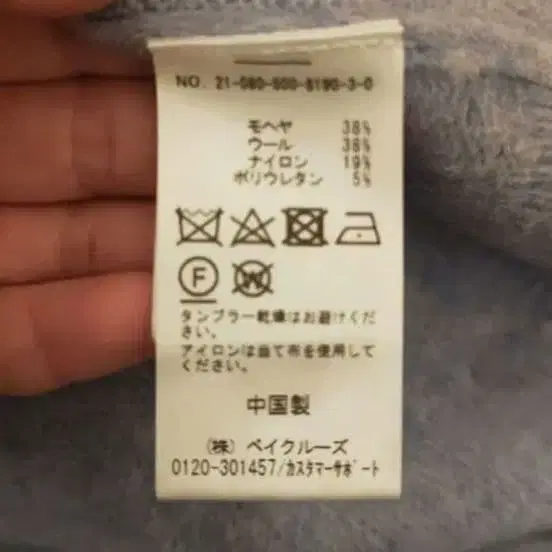 NO. 21-080-500-8190-3-0
モヘヤ 38%
ウール 38%
ナイロン 19%
ポリウレタン 5%
F W
タンブラー乾燥はお避けくだ
さい。
アイロンは当て布を使用して
ください。
中国製
(株) ベイクルーズ
0120-301457/カスタマーサポート